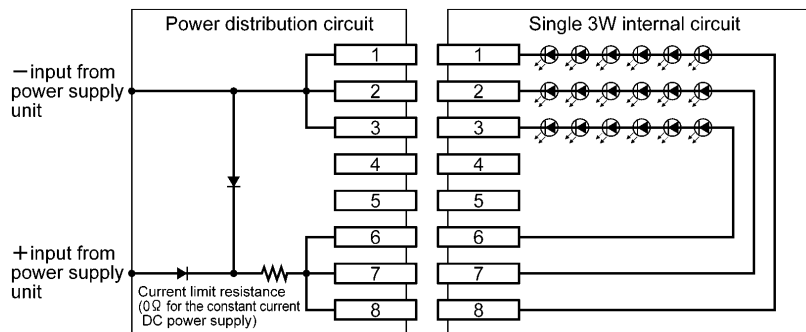 Power distribution circuit
Single 3W internal circuit
−input from
power supply
unit
+input from
power supply
unit
Current limit resistance
(0Ω for the constant current
DC power supply)
1
2
3
4
5
6
7
8
1
2
3
4
5
6
7
8